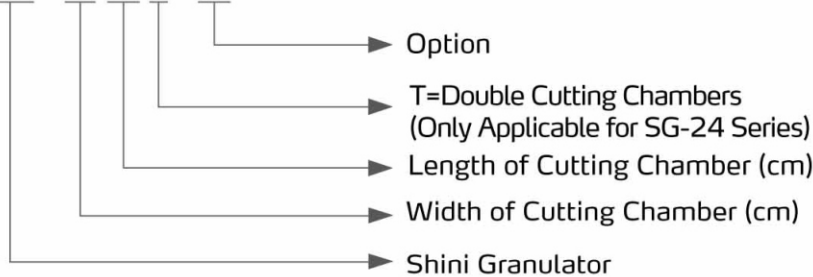 Option
T=Double Cutting Chambers
(Only Applicable for SG-24 Series)
Length of Cutting Chamber (cm)
Width of Cutting Chamber (cm)
Shini Granulator